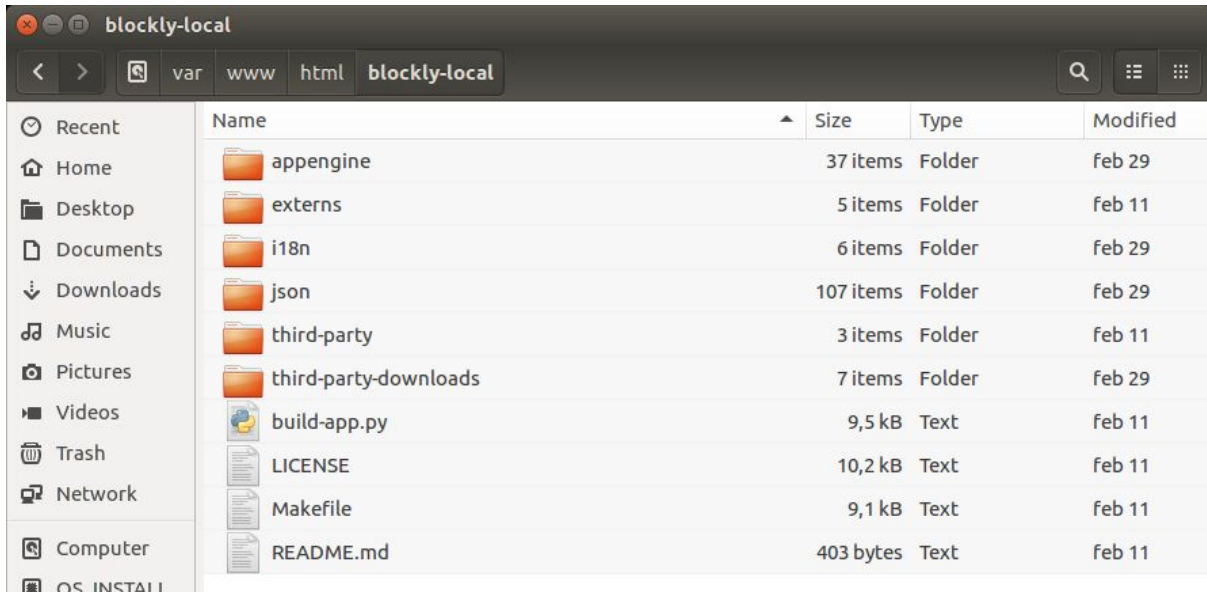 blockly-local
var www html blockly-local
Recent
Home
Desktop
Documents
Downloads
Music
Pictures
Videos
Trash
Network
Computer
OS_INSTALL
Name Size Type Modified
appengine 37 items Folder feb 29
externs 5 items Folder feb 11
i18n 6 items Folder feb 29
json 107 items Folder feb 29
third-party 3 items Folder feb 11
third-party-downloads 7 items Folder feb 29
build-app.py 9,5 kB Text feb 11
LICENSE 10,2 kB Text feb 11
Makefile 9,1 kB Text feb 11
README.md 403 bytes Text feb 11